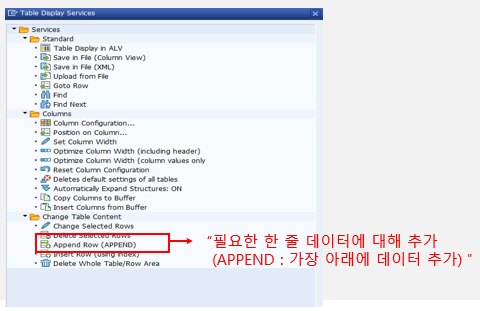 Table Display Services
Services
Standard
Table Display in ALV
Save in File (Column View)
Save in File (XML)
Upload from File
Goto Row
Find
Find Next
Columns
Column Configuration...
Position on Column...
Set Column Width
Optimize Column Width (including header)
Optimize Column Width (column values only
Reset Column Configuration
Deletes default settings of all tables
Automatically Expand Structures: ON
Copy Columns to Buffer
Insert Columns from Buffer
Change Table Content
Change Selected Rows
Delete Selected Rows
Append Row (APPEND)
“필요한 한 줄 데이터에 대해 추가
(APPEND : 가장 아래에 데이터 추가) ”
Insert Row (using index)
Delete Whole Table/Row Area